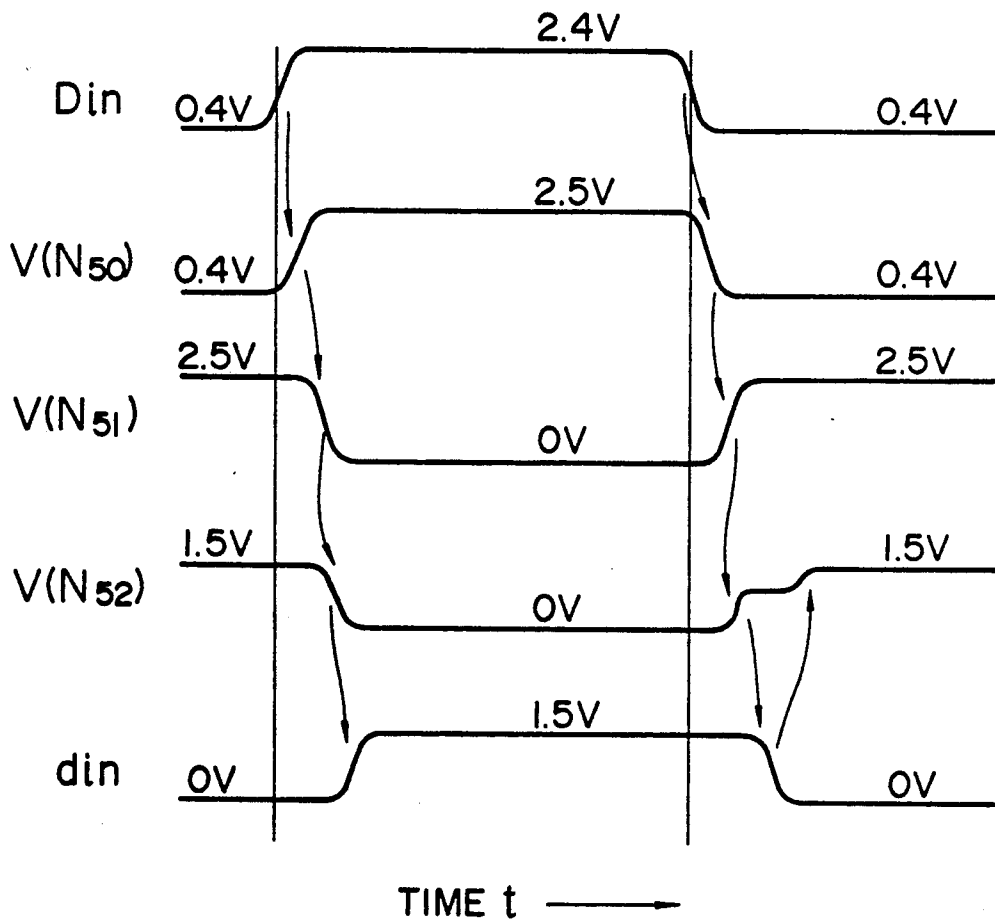 2.4V
Din
0.4V
0.4V
2.5V
V(N50)
0.4V
0.4V
2.5V
2.5V
V(N51)
0V
1.5V
1.5V
V(N52)
0V
1.5V
din
0V
0V
TIME t